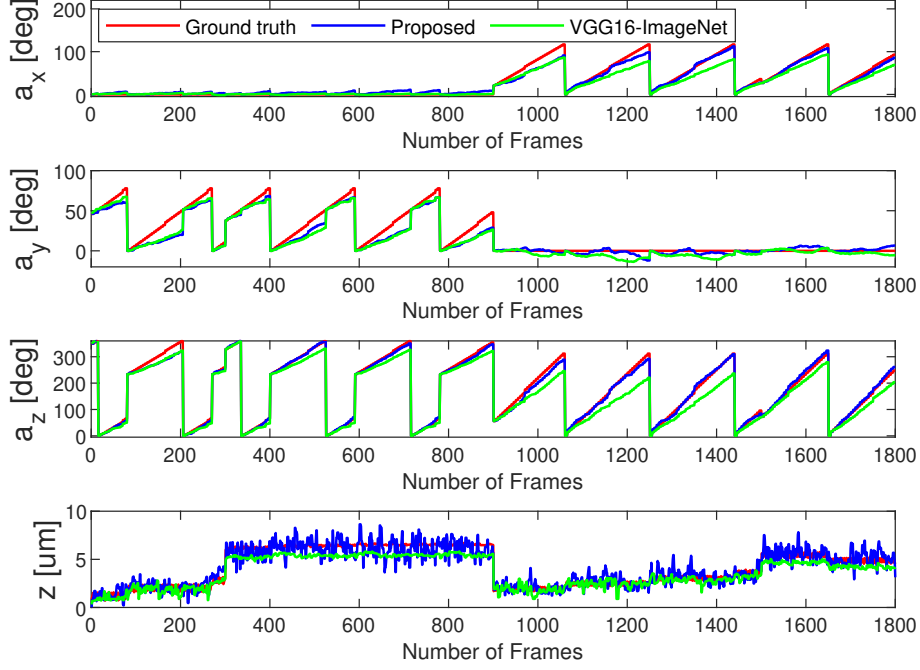 200
Ground truth Proposed VGG16-ImageNet
100
0
a_x [deg]
0 200 400 600 800 1000 1200 1400 1600 1800
Number of Frames
100
50
0
a_y [deg]
0 200 400 600 800 1000 1200 1400 1600 1800
Number of Frames
300
200
100
0
a_z [deg]
0 200 400 600 800 1000 1200 1400 1600 1800
Number of Frames
10
5
0
z [um]
0 200 400 600 800 1000 1200 1400 1600 1800
Number of Frames